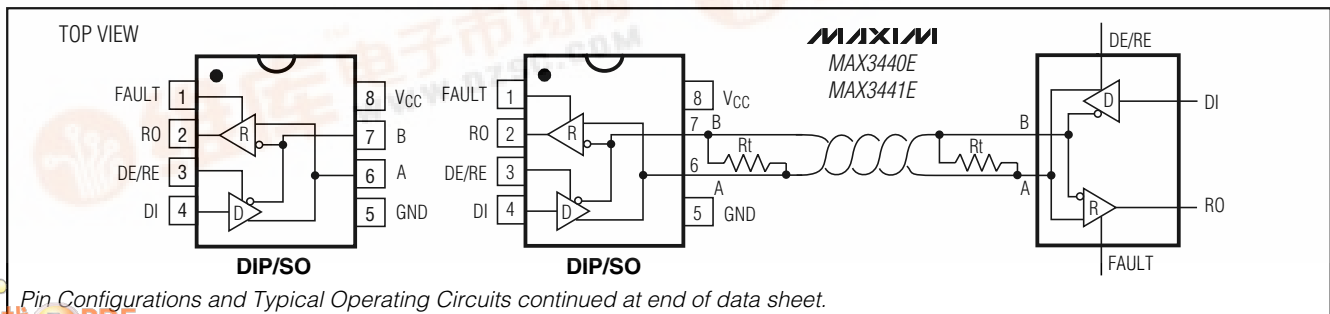 TOP VIEW
FAULT 1
RO 2
DE/RE 3
DI 4
R
D
8 VCC
7 B
6 A
5 GND
DIP/SO
FAULT 1
RO 2
DE/RE 3
DI 4
R
D
8 VCC
7 B
6 A
5 GND
DIP/SO
Rt
Rt
MAXIM
MAX3440E
MAX3441E
DE/RE
D
DI
B
A
R
RO
FAULT
Pin Configurations and Typical Operating Circuits continued at end of data sheet.